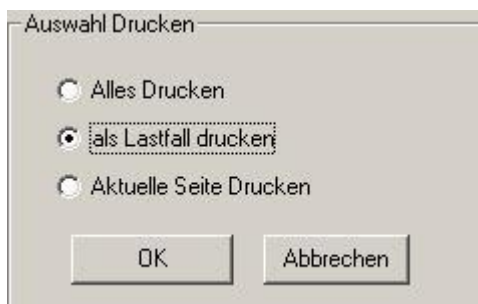 Auswahl Drucken
Alles Drucken
als Lastfall drucken
Aktuelle Seite Drucken
OK Abbrechen